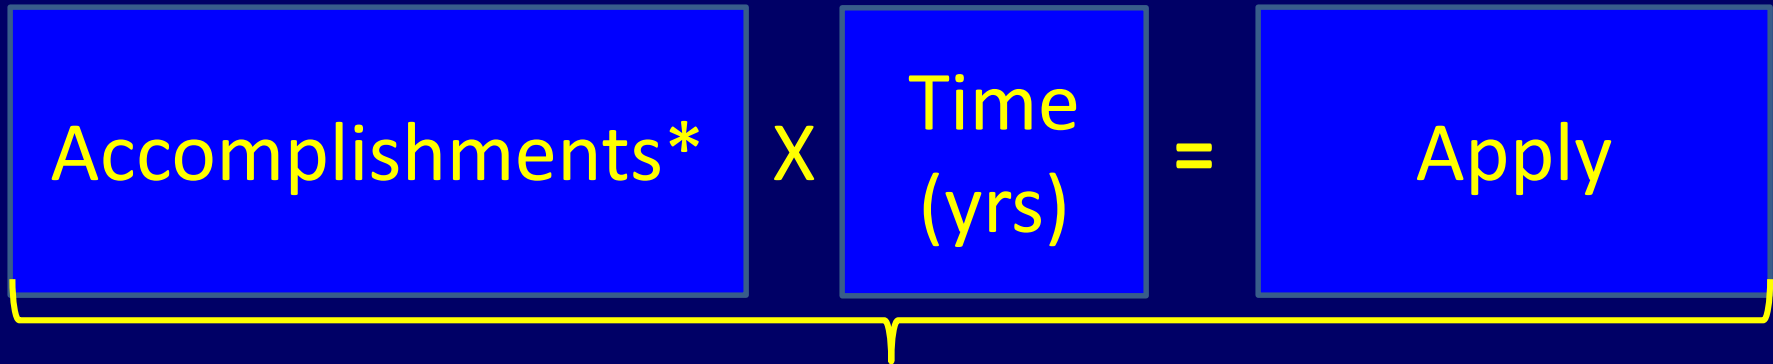 Accomplishments* X Time (yrs) = Apply